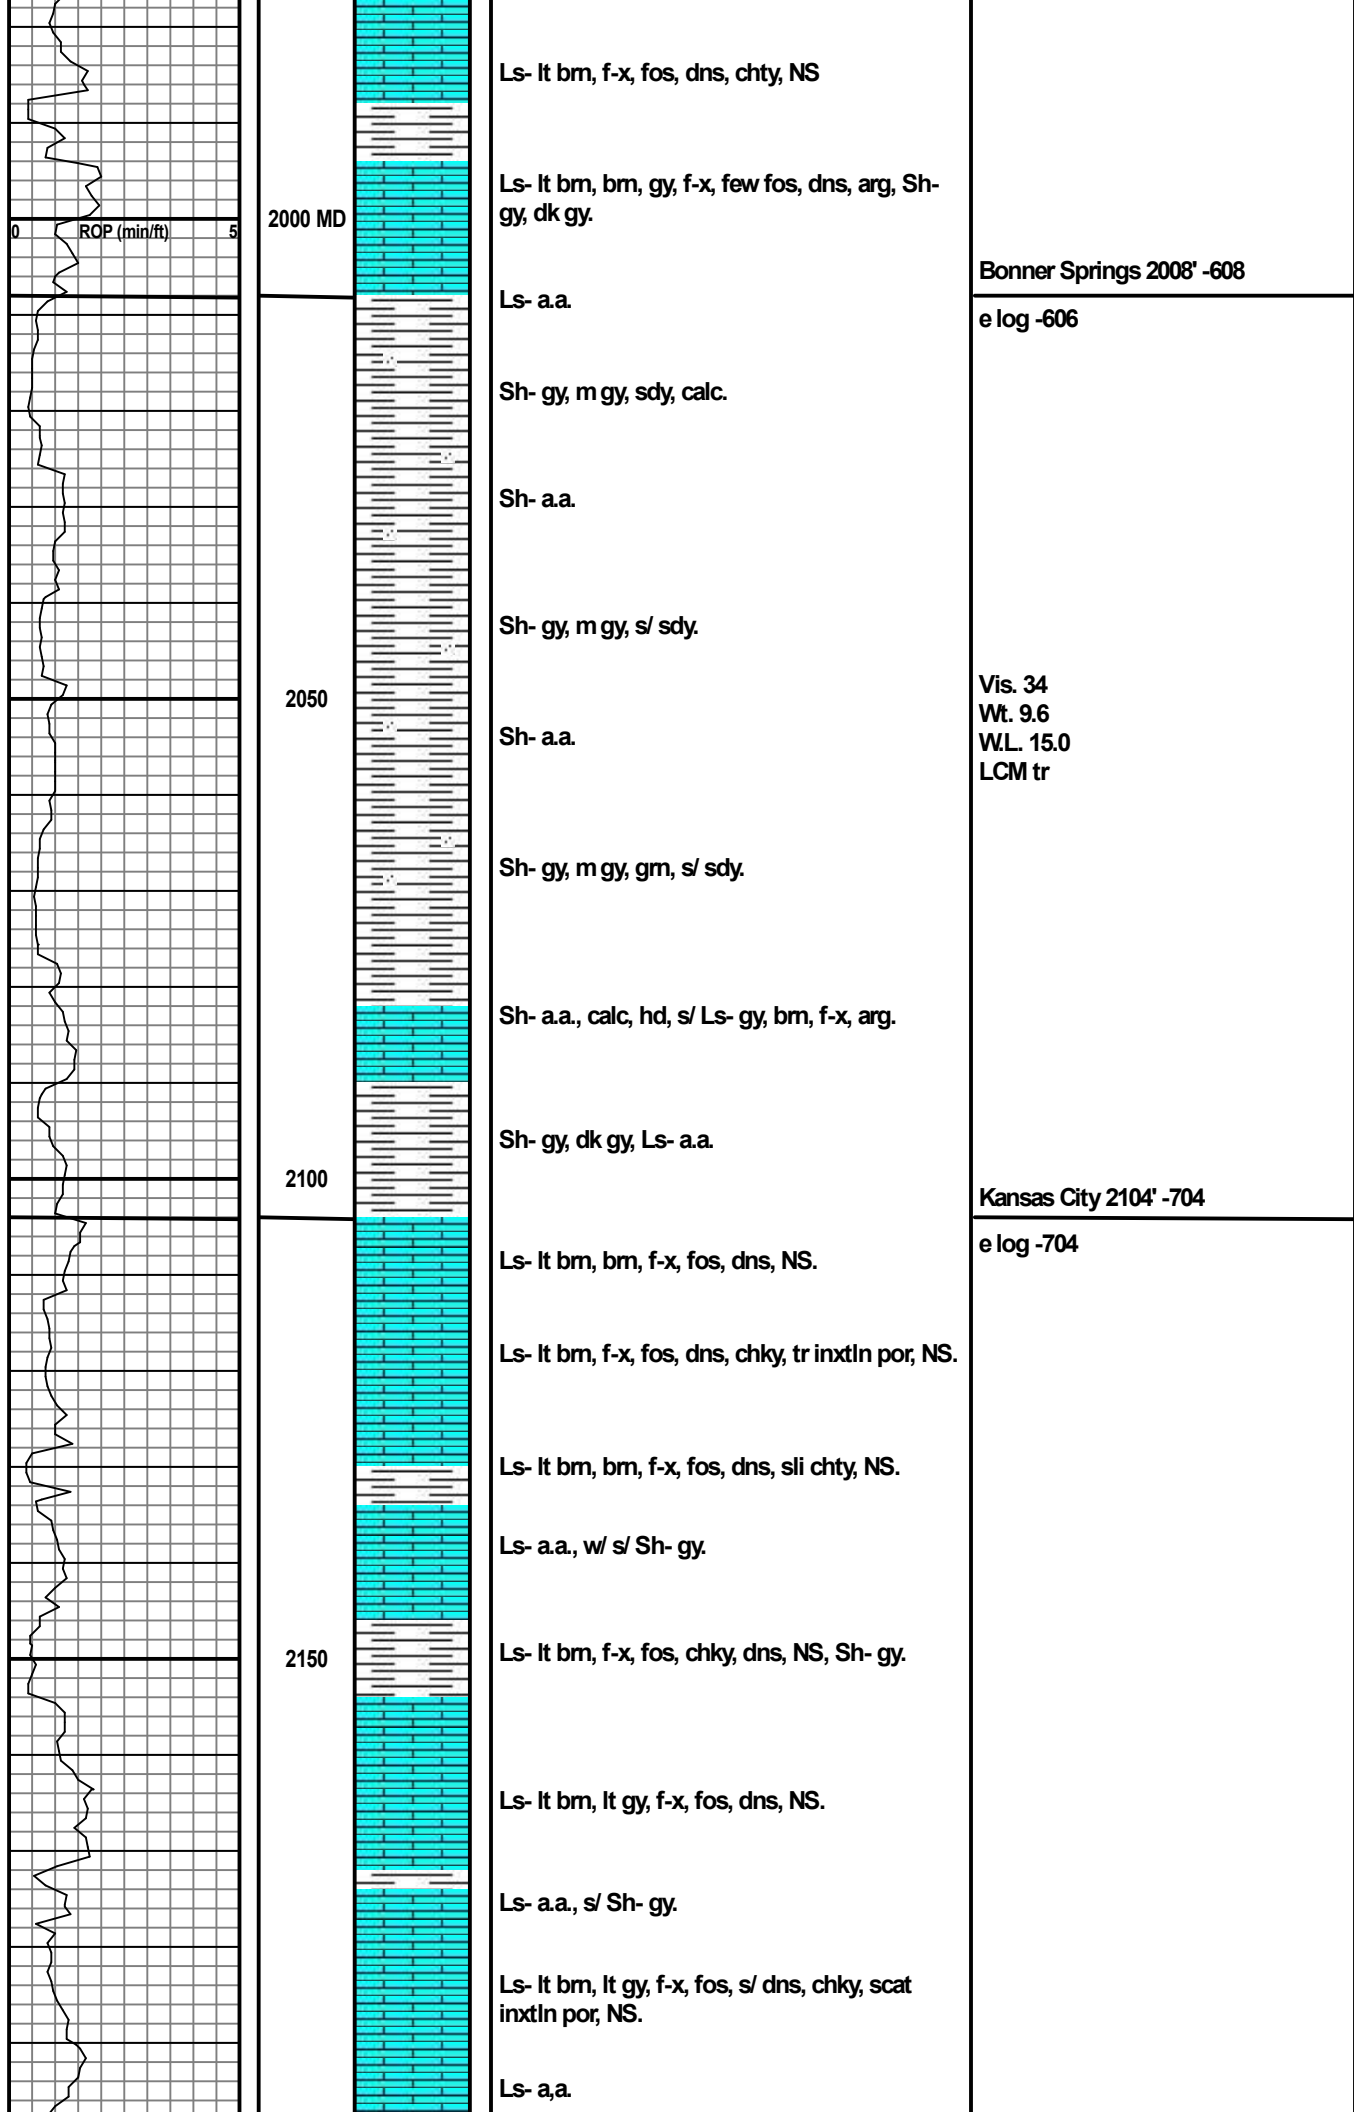 Ls- lt brn, f-x, fos, dns, chty, NS
Ls- lt brn, brn, gy, f-x, few fos, dns, arg, Sh-
gy, dk gy.
2000 MD
0 ROP (min/ft) 5
Bonner Springs 2008' -608
Ls- a.a.
e log -606
Sh- gy, m gy, sdy, calc.
Sh- a.a.
Sh- gy, m gy, s/ sdy.
2050
Vis. 34
Wt. 9.6
W.L. 15.0
LCM tr
Sh- a.a.
Sh- gy, m gy, grn, s/ sdy.
Sh- a.a., calc, hd, s/ Ls- gy, brn, f-x, arg.
Sh- gy, dk gy, Ls- a.a.
2100
Kansas City 2104' -704
e log -704
Ls- lt brn, brn, f-x, fos, dns, NS.
Ls- lt brn, f-x, fos, dns, chky, tr inxtln por, NS.
Ls- lt brn, brn, f-x, fos, dns, sli chty, NS.
Ls- a.a., w/ s/ Sh- gy.
2150
Ls- lt brn, f-x, fos, chky, dns, NS, Sh- gy.
Ls- lt brn, lt gy, f-x, fos, dns, NS.
Ls- a.a., s/ Sh- gy.
Ls- lt brn, lt gy, f-x, fos, s/ dns, chky, scat
inxtln por, NS.
Ls- a,a.